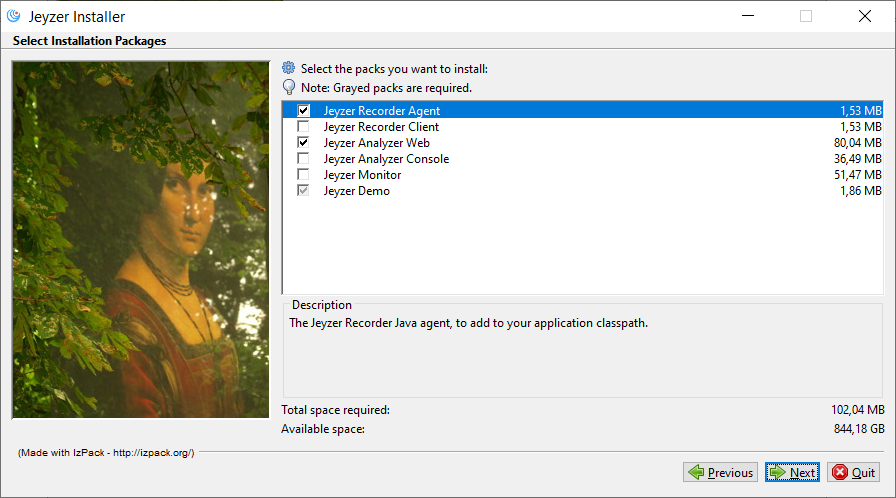 Jeyzer Installer
Select Installation Packages
Select the packs you want to install:
Note: Grayed packs are required.
Jeyzer Recorder Agent 1,53 MB
Jeyzer Recorder Client 1,53 MB
Jeyzer Analyzer Web 80,04 MB
Jeyzer Analyzer Console 36,49 MB
Jeyzer Monitor 51,47 MB
Jeyzer Demo 1,86 MB
Description
The Jeyzer Recorder Java agent, to add to your application classpath.
Total space required: 102,04 MB
Available space: 844,18 GB
(Made with IzPack - http://izpack.org/)
Previous Next Quit